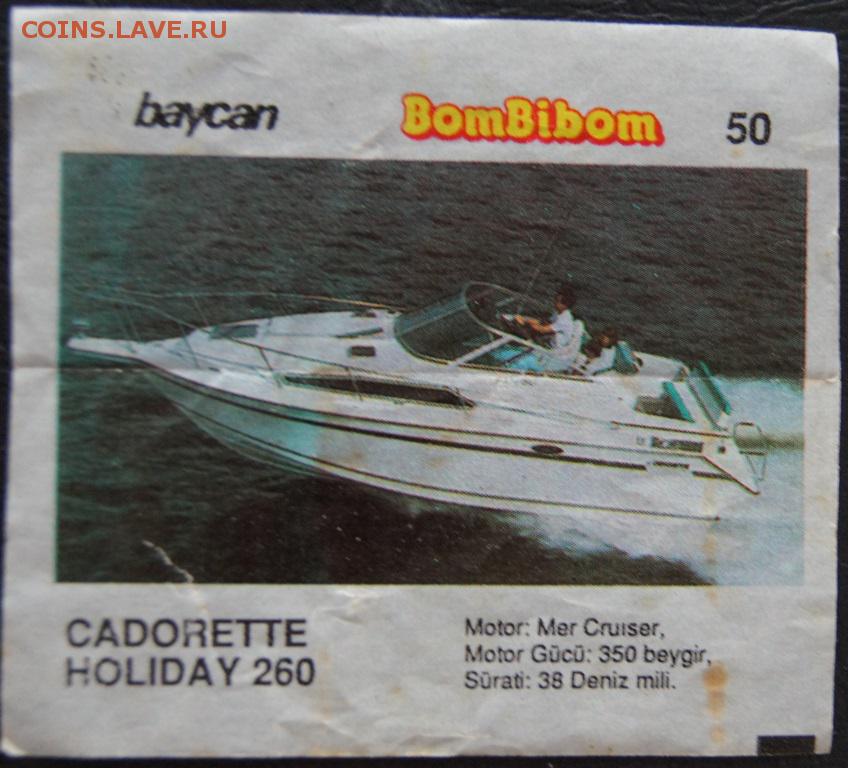 COINS.LAVE.RU
baycan BomBibom 50
CADORETTE
HOLIDAY 260
Motor: Mer Cruiser,
Motor Gücü: 350 beygir,
Sürati: 38 Deniz mili.